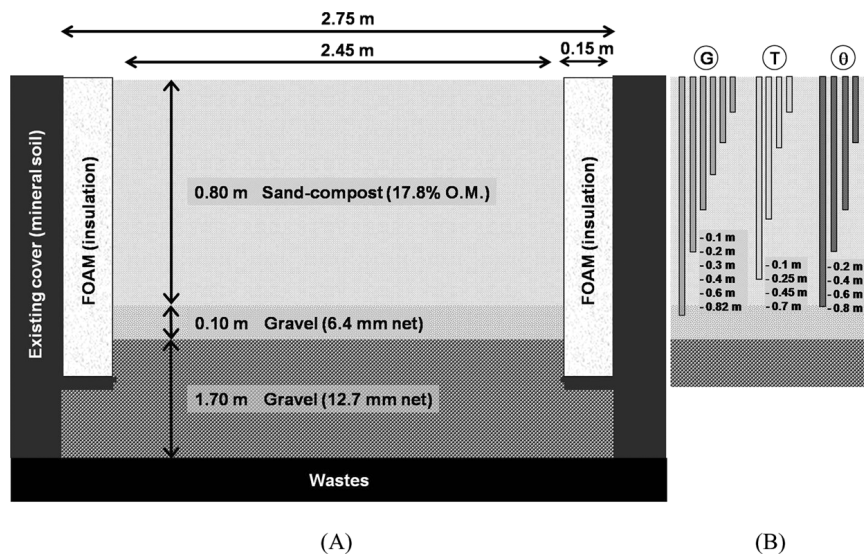 2.75 m
2.45 m
0.15 m
G T θ
Existing cover (mineral soil)
FOAM (insulation)
0.80 m Sand-compost (17.8% O.M.)
FOAM (insulation)
0.10 m Gravel (6.4 mm net)
1.70 m Gravel (12.7 mm net)
Wastes
-0.1 m
-0.2 m
-0.3 m
-0.4 m
-0.6 m
-0.82 m
-0.1 m
-0.25 m
-0.45 m
-0.7 m
-0.2 m
-0.4 m
-0.6 m
-0.8 m
(A) (B)